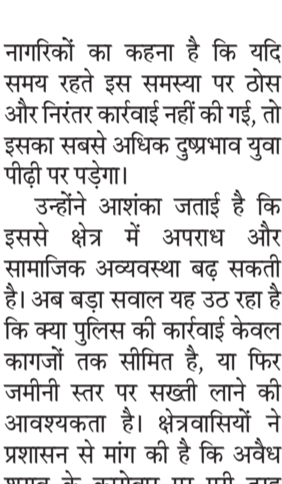 नागरिकों का कहना है कि यदि
समय रहते इस समस्या पर ठोस
और निरंतर कार्रवाई नहीं की गई, तो
इसका सबसे अधिक दुष्प्रभाव युवा
पीढ़ी पर पड़ेगा।
उन्होंने आशंका जताई है कि
इससे क्षेत्र में अपराध और
सामाजिक अव्यवस्था बढ़ सकती
है। अब बड़ा सवाल यह उठ रहा है
कि क्या पुलिस की कार्रवाई केवल
कागजों तक सीमित है, या फिर
जमीनी स्तर पर सख्ती लाने की
आवश्यकता है। क्षेत्रवासियों ने
प्रशासन से मांग की है कि अवैध